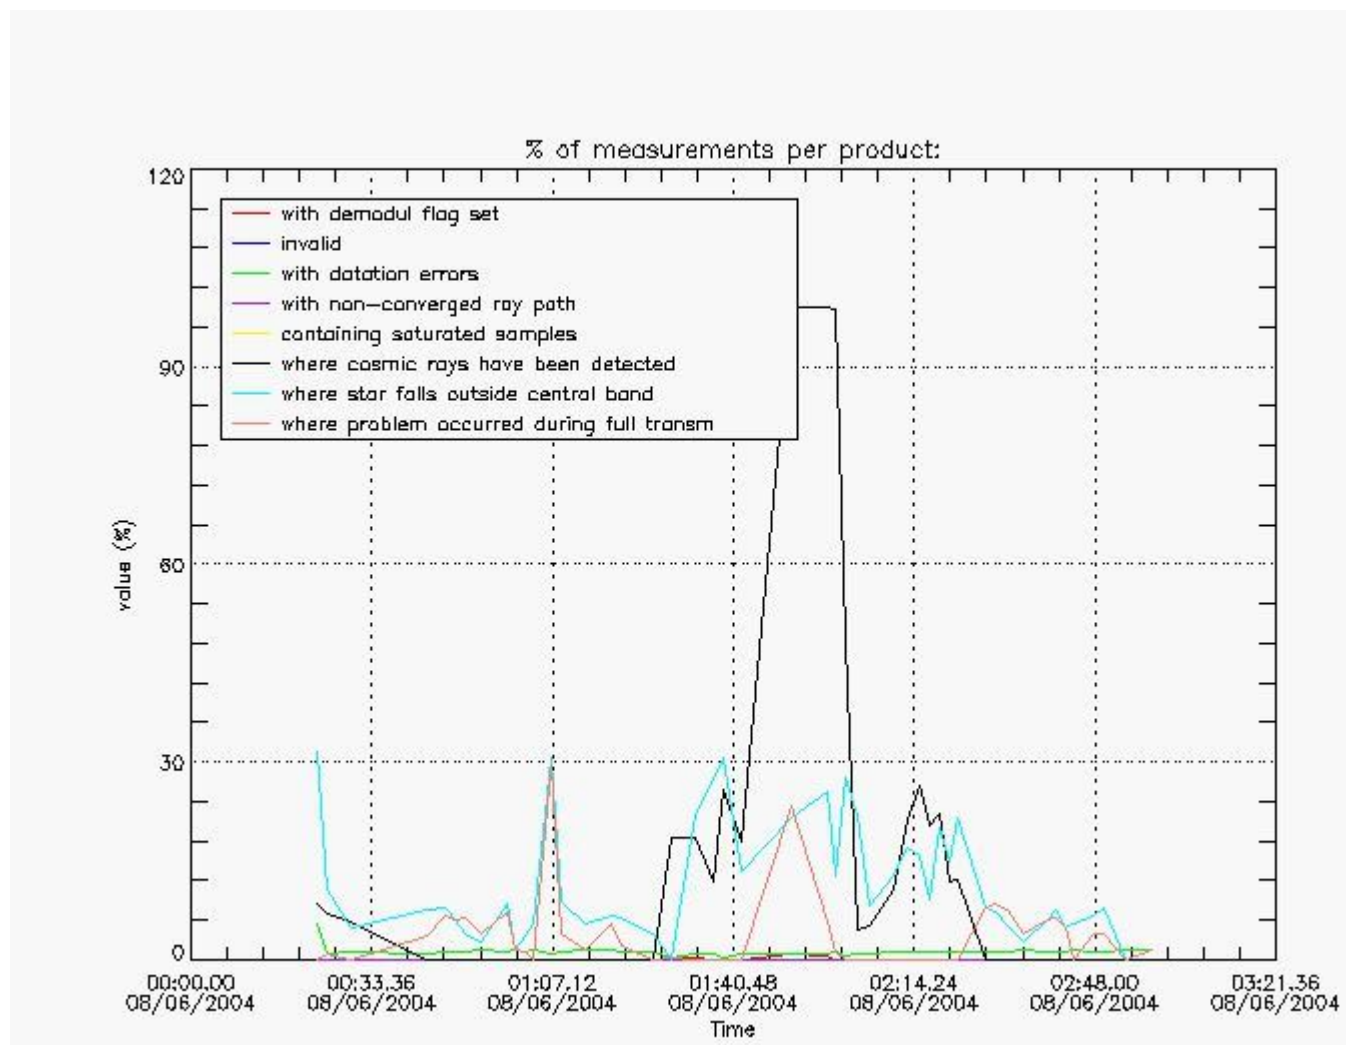 % of measurements per product:
120
with demodul flag set
invalid
with datation errors
with non-converged ray path
containing saturated samples
where cosmic rays have been detected
where star falls outside central band
where problem occurred during full transm
90
60
30
0
value (%)
00:00.00 00:33.36 01:07.12 01:40.48 02:14.24 02:48.00 03:21.36
08/06/2004 08/06/2004 08/06/2004 08/06/2004 08/06/2004 08/06/2004 08/06/2004
Time